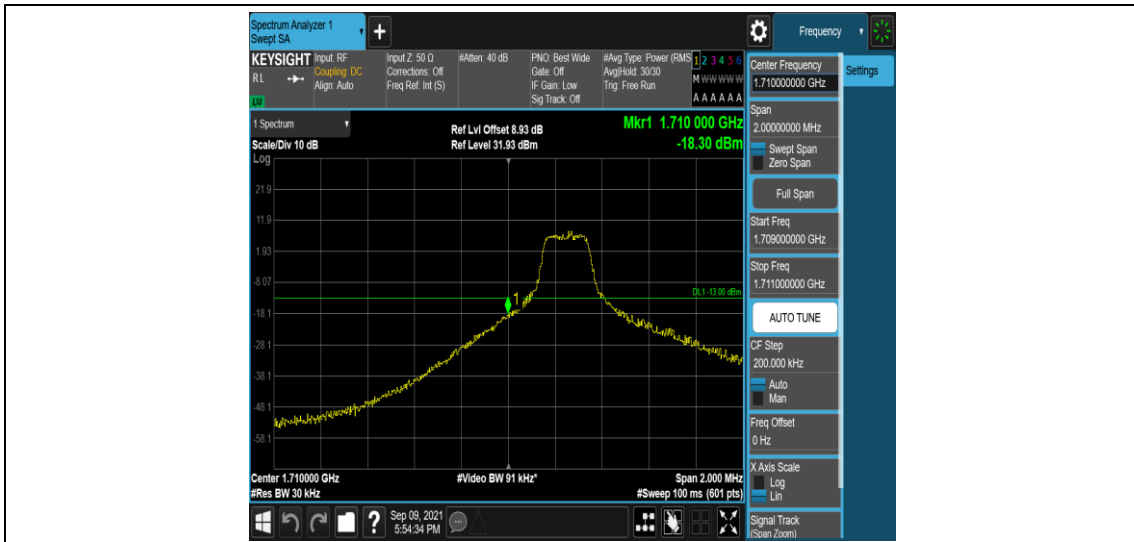 Spectrum Analyzer 1
Swept SA
+
Frequency
KEYSIGHT
RL
LXI
Input: RF
Coupling: DC
Align: Auto
Input Z: 50 Ω
Corrections: Off
Freq Ref: Int (S)
#Atten: 40 dB
PNO: Best Wide
Gate: Off
IF Gain: Low
Sig Track: Off
#Avg Type: Power (RMS
Avg|Hold: 30/30
Trig: Free Run
1 2 3 4 5 6
M W W W W W
A A A A A A
1 Spectrum
Scale/Div 10 dB
Ref Lvl Offset 8.93 dB
Ref Level 31.93 dBm
Mkr1 1.710 000 GHz
-18.30 dBm
Log
21.9
11.9
1.93
-8.07
-18.1
-28.1
-38.1
-48.1
-58.1
DL1 -13.00 dBm
1
Center 1.710000 GHz
#Res BW 30 kHz
#Video BW 91 kHz*
Span 2.000 MHz
#Sweep 100 ms (601 pts)
Center Frequency
1.710000000 GHz
Settings
Span
2.00000000 MHz
Swept Span
Zero Span
Full Span
Start Freq
1.709000000 GHz
Stop Freq
1.711000000 GHz
AUTO TUNE
CF Step
200.000 kHz
Auto
Man
Freq Offset
0 Hz
X Axis Scale
Log
Lin
Signal Track
(Span Zoom)
?
Sep 09, 2021
5:54:34 PM